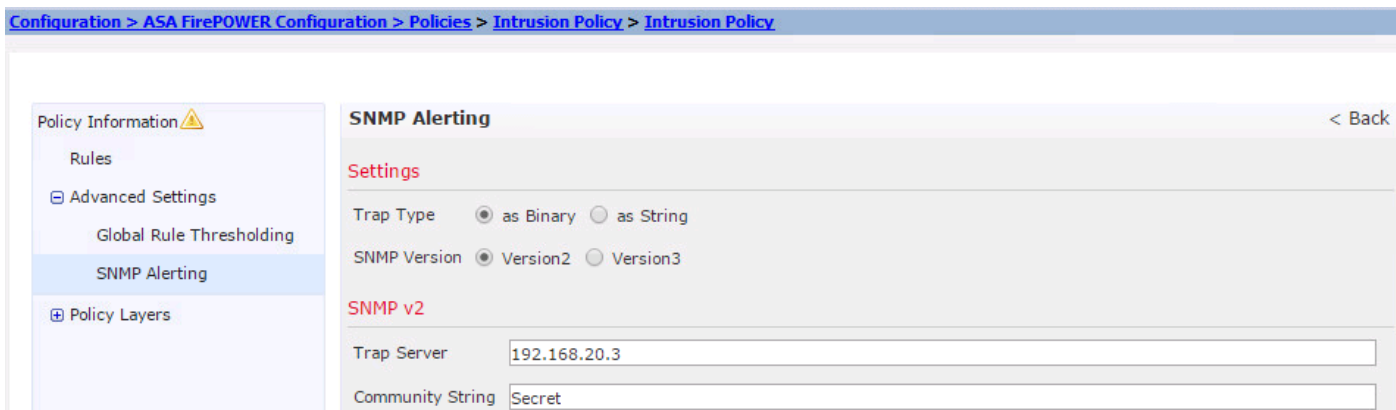 Configuration > ASA FirePOWER Configuration > Policies > Intrusion Policy > Intrusion Policy
Policy Information
Rules
Advanced Settings
Global Rule Thresholding
SNMP Alerting
Policy Layers
SNMP Alerting
< Back
Settings
Trap Type as Binary as String
SNMP Version Version2 Version3
SNMP v2
Trap Server 192.168.20.3
Community String Secret